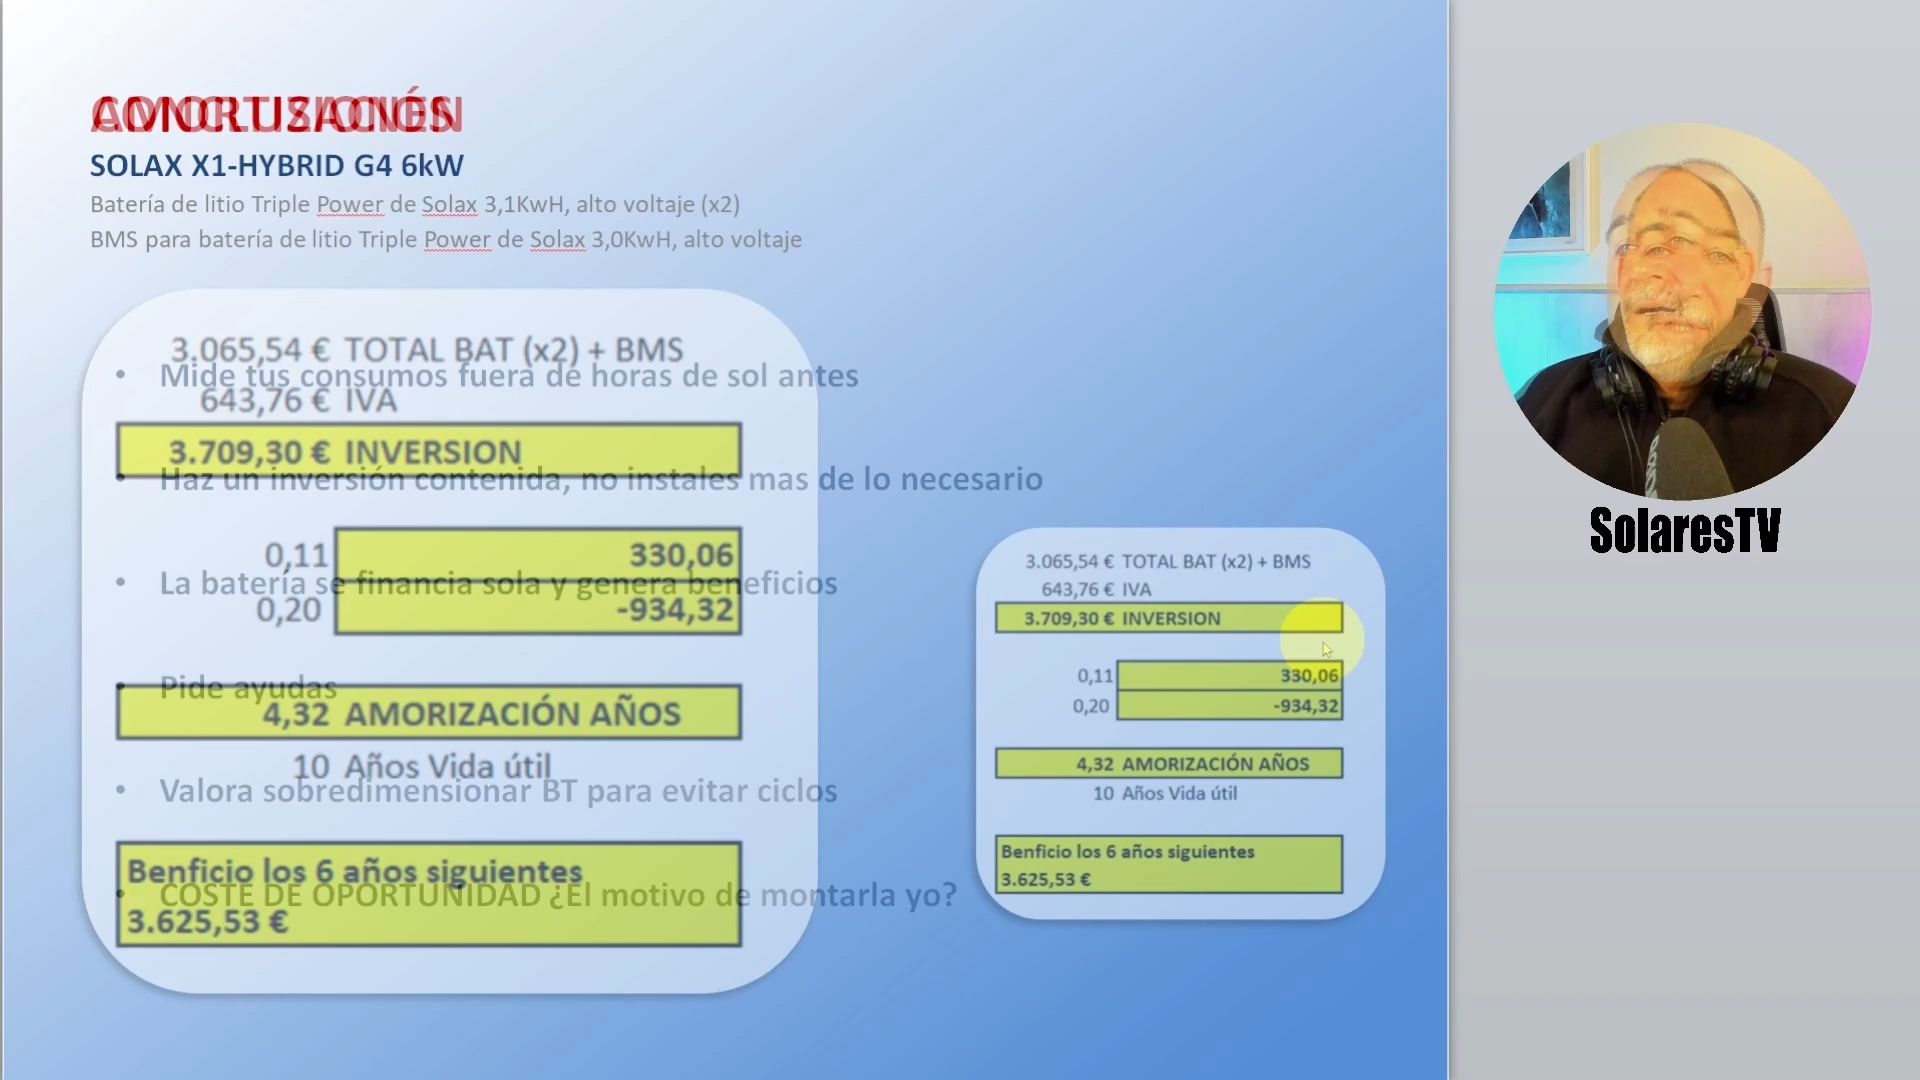 AMORTIZACIÓN
CONCLUSIONES
SOLAX X1-HYBRID G4 6kW
Batería de litio Triple Power de Solax 3,1KwH, alto voltaje (x2)
BMS para batería de litio Triple Power de Solax 3,0KwH, alto voltaje
3.065,54 € TOTAL BAT (x2) + BMS
643,76 € IVA
3.709,30 € INVERSION
0,11 330,06
0,20 -934,32
4,32 AMORIZACIÓN AÑOS
10 Años Vida útil
Benficio los 6 años siguientes
3.625,53 €
• Mide tus consumos fuera de horas de sol antes
• Haz un inversión contenida, no instales mas de lo necesario
• La batería se financia sola y genera beneficios
• Pide ayudas
• Valora sobredimensionar BT para evitar ciclos
• COSTE DE OPORTUNIDAD ¿El motivo de montarla yo?
3.065,54 € TOTAL BAT (x2) + BMS
643,76 € IVA
3.709,30 € INVERSION
0,11 330,06
0,20 -934,32
4,32 AMORIZACIÓN AÑOS
10 Años Vida útil
Benficio los 6 años siguientes
3.625,53 €
SolaresTV